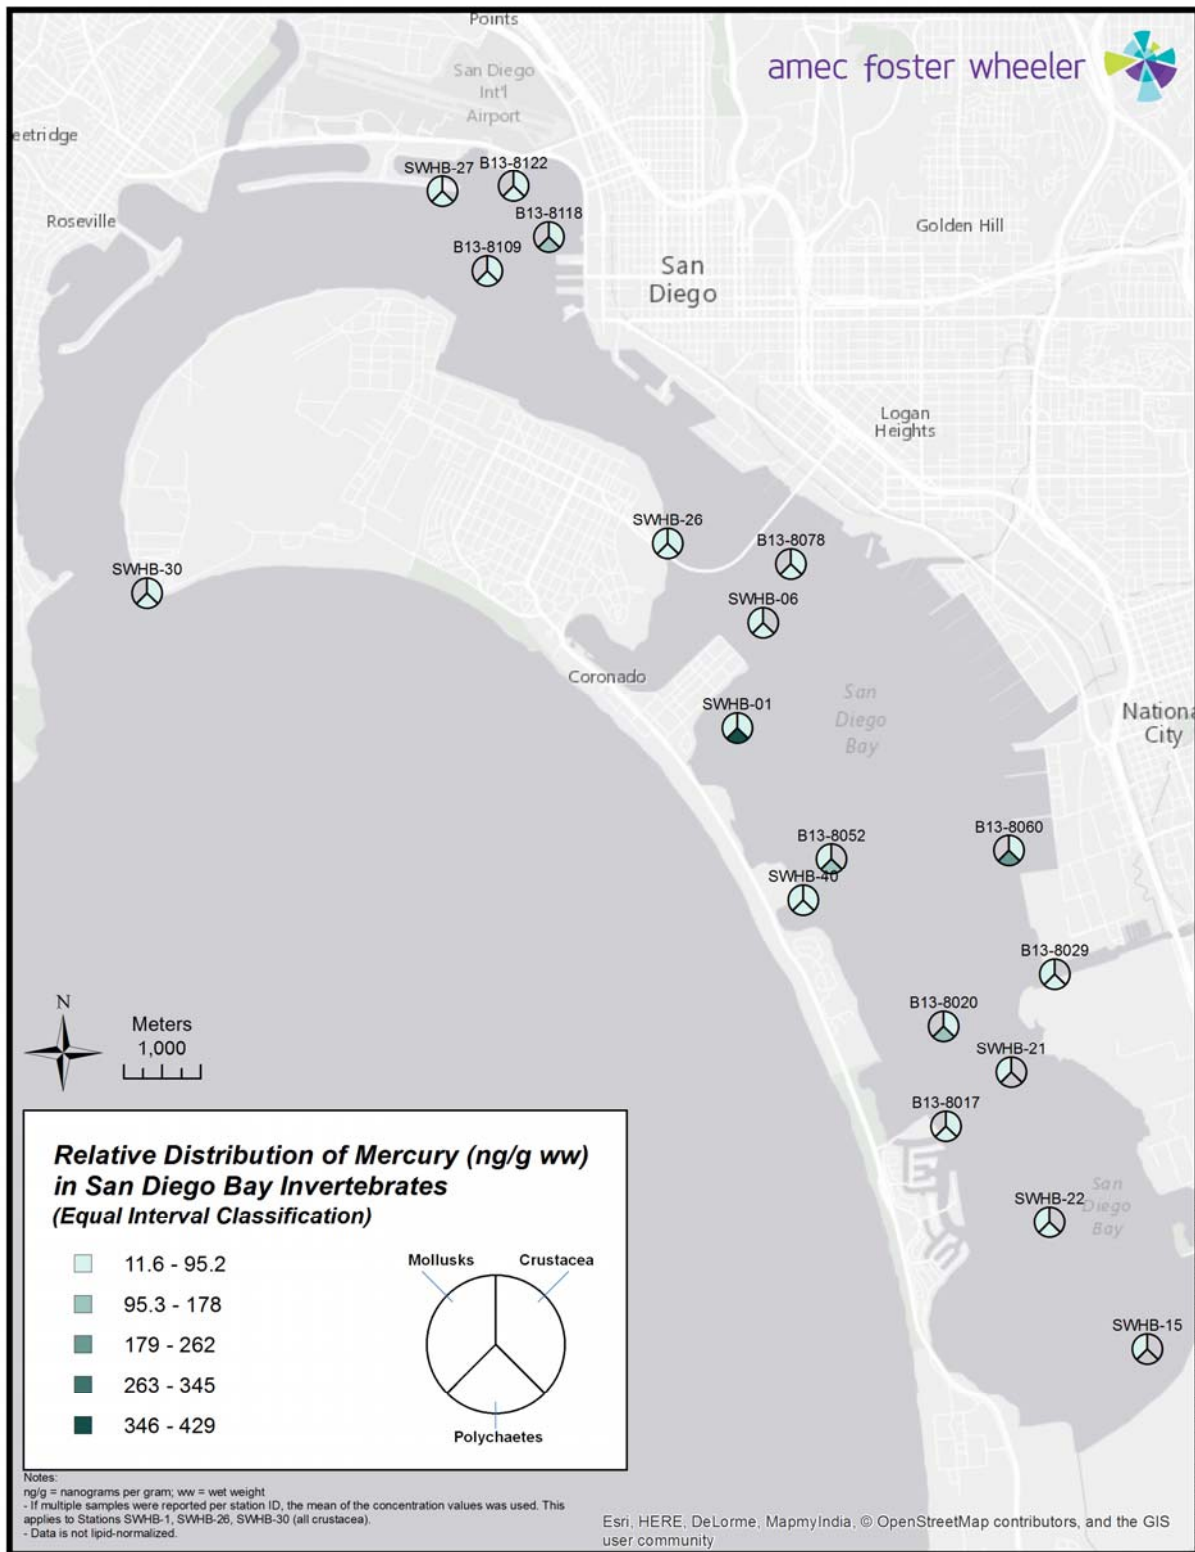 Points
amec foster wheeler
San Diego
Int'l
Airport
eetridge
SWHB-27
B13-8122
Roseville
B13-8118
Golden Hill
B13-8109
San
Diego
Logan
Heights
SWHB-26
B13-8078
SWHB-30
SWHB-06
Coronado
SWHB-01
San
Diego
Bay
Nationa
City
B13-8052
B13-8060
SWHB-40
B13-8029
N
Meters
1,000
B13-8020
SWHB-21
B13-8017
SWHB-22
San
Diego
Bay
SWHB-15
Relative Distribution of Mercury (ng/g ww)
in San Diego Bay Invertebrates
(Equal Interval Classification)
11.6 - 95.2
95.3 - 178
179 - 262
263 - 345
346 - 429
Mollusks
Crustacea
Polychaetes
Notes:
ng/g = nanograms per gram; ww = wet weight
- If multiple samples were reported per station ID, the mean of the concentration values was used. This
applies to Stations SWHB-1, SWHB-26, SWHB-30 (all crustacea).
- Data is not lipid-normalized.
Esri, HERE, DeLorme, MapmyIndia, © OpenStreetMap contributors, and the GIS
user community